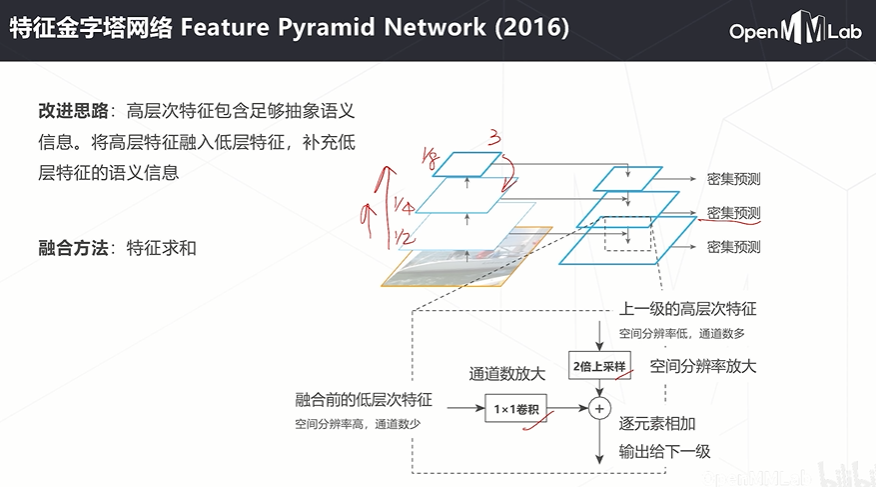 特征金字塔网络 Feature Pyramid Network (2016)
OpenMMLab
改进思路：高层次特征包含足够抽象语义
信息。将高层特征融入低层特征，补充低
层特征的语义信息
融合方法：特征求和
3
1/8
1/4
1/2
密集预测
密集预测
密集预测
上一级的高层次特征
空间分辨率低，通道数多
2倍上采样
空间分辨率放大
通道数放大
融合前的低层次特征
空间分辨率高，通道数少
1×1卷积
+
逐元素相加
输出给下一级
OpenMMLab
bilibili